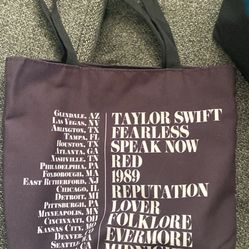 GLENDALE, AZ
LAS VEGAS,
ARLINGTON, TX
TAMPA, FL
HOUSTON, TX
ATLANTA, GA
NASHVILLE, TN
PHILADELPHIA, PA
FOXBOROUGH, MA
EAST RUTHERFORD, NJ
CHICAGO, IL
DETROIT, MI
PITTSBURGH, PA
MINNEAPOLIS, MN
CINCINNATI, OH
KANSAS CITY, MO
DENVER,
SEATTLE
TAYLOR SWIFT
FEARLESS
SPEAK NOW
RED
1989
REPUTATION
LOVER
FOLKLORE
EVERMORE